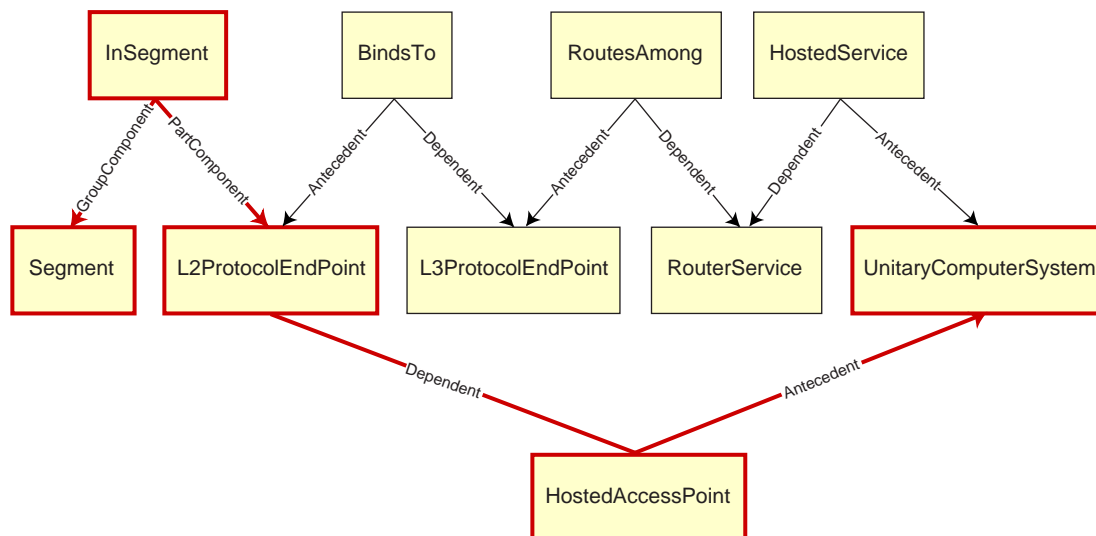 InSegment
BindsTo
RoutesAmong
HostedService
GroupComponent
PartComponent
Antecedent
Dependent
Antecedent
Dependent
Dependent
Antecedent
Segment
L2ProtocolEndPoint
L3ProtocolEndPoint
RouterService
UnitaryComputerSystem
Dependent
Antecedent
HostedAccessPoint